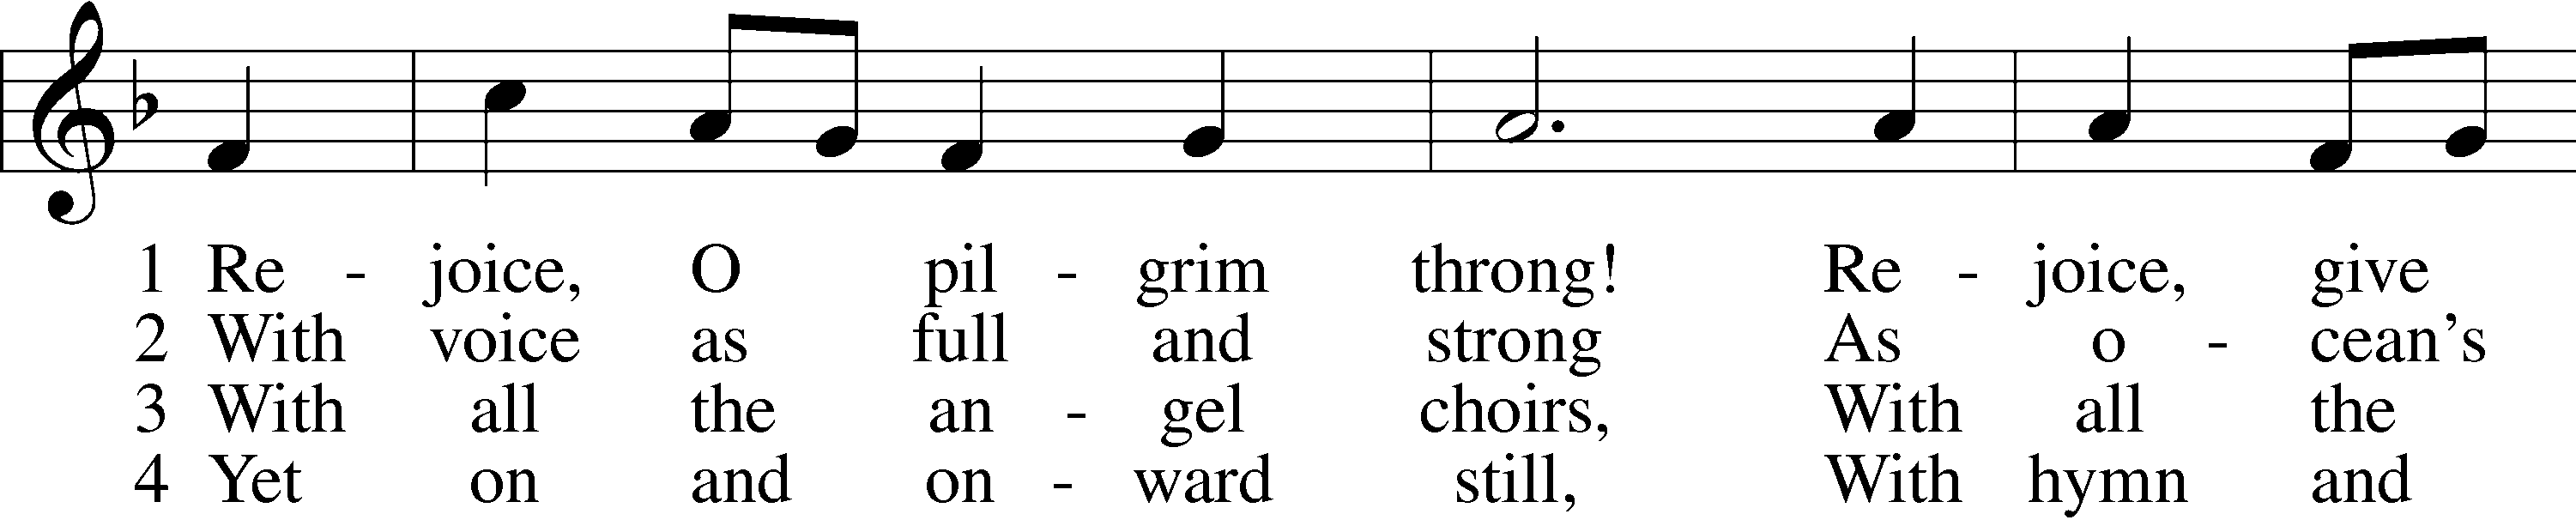 1 Re - joice, O pil - grim throng! Re - joice, give
2 With voice as full and strong As o - cean's
3 With all the an - gel choirs, With all the
4 Yet on and on - ward still, With hymn and